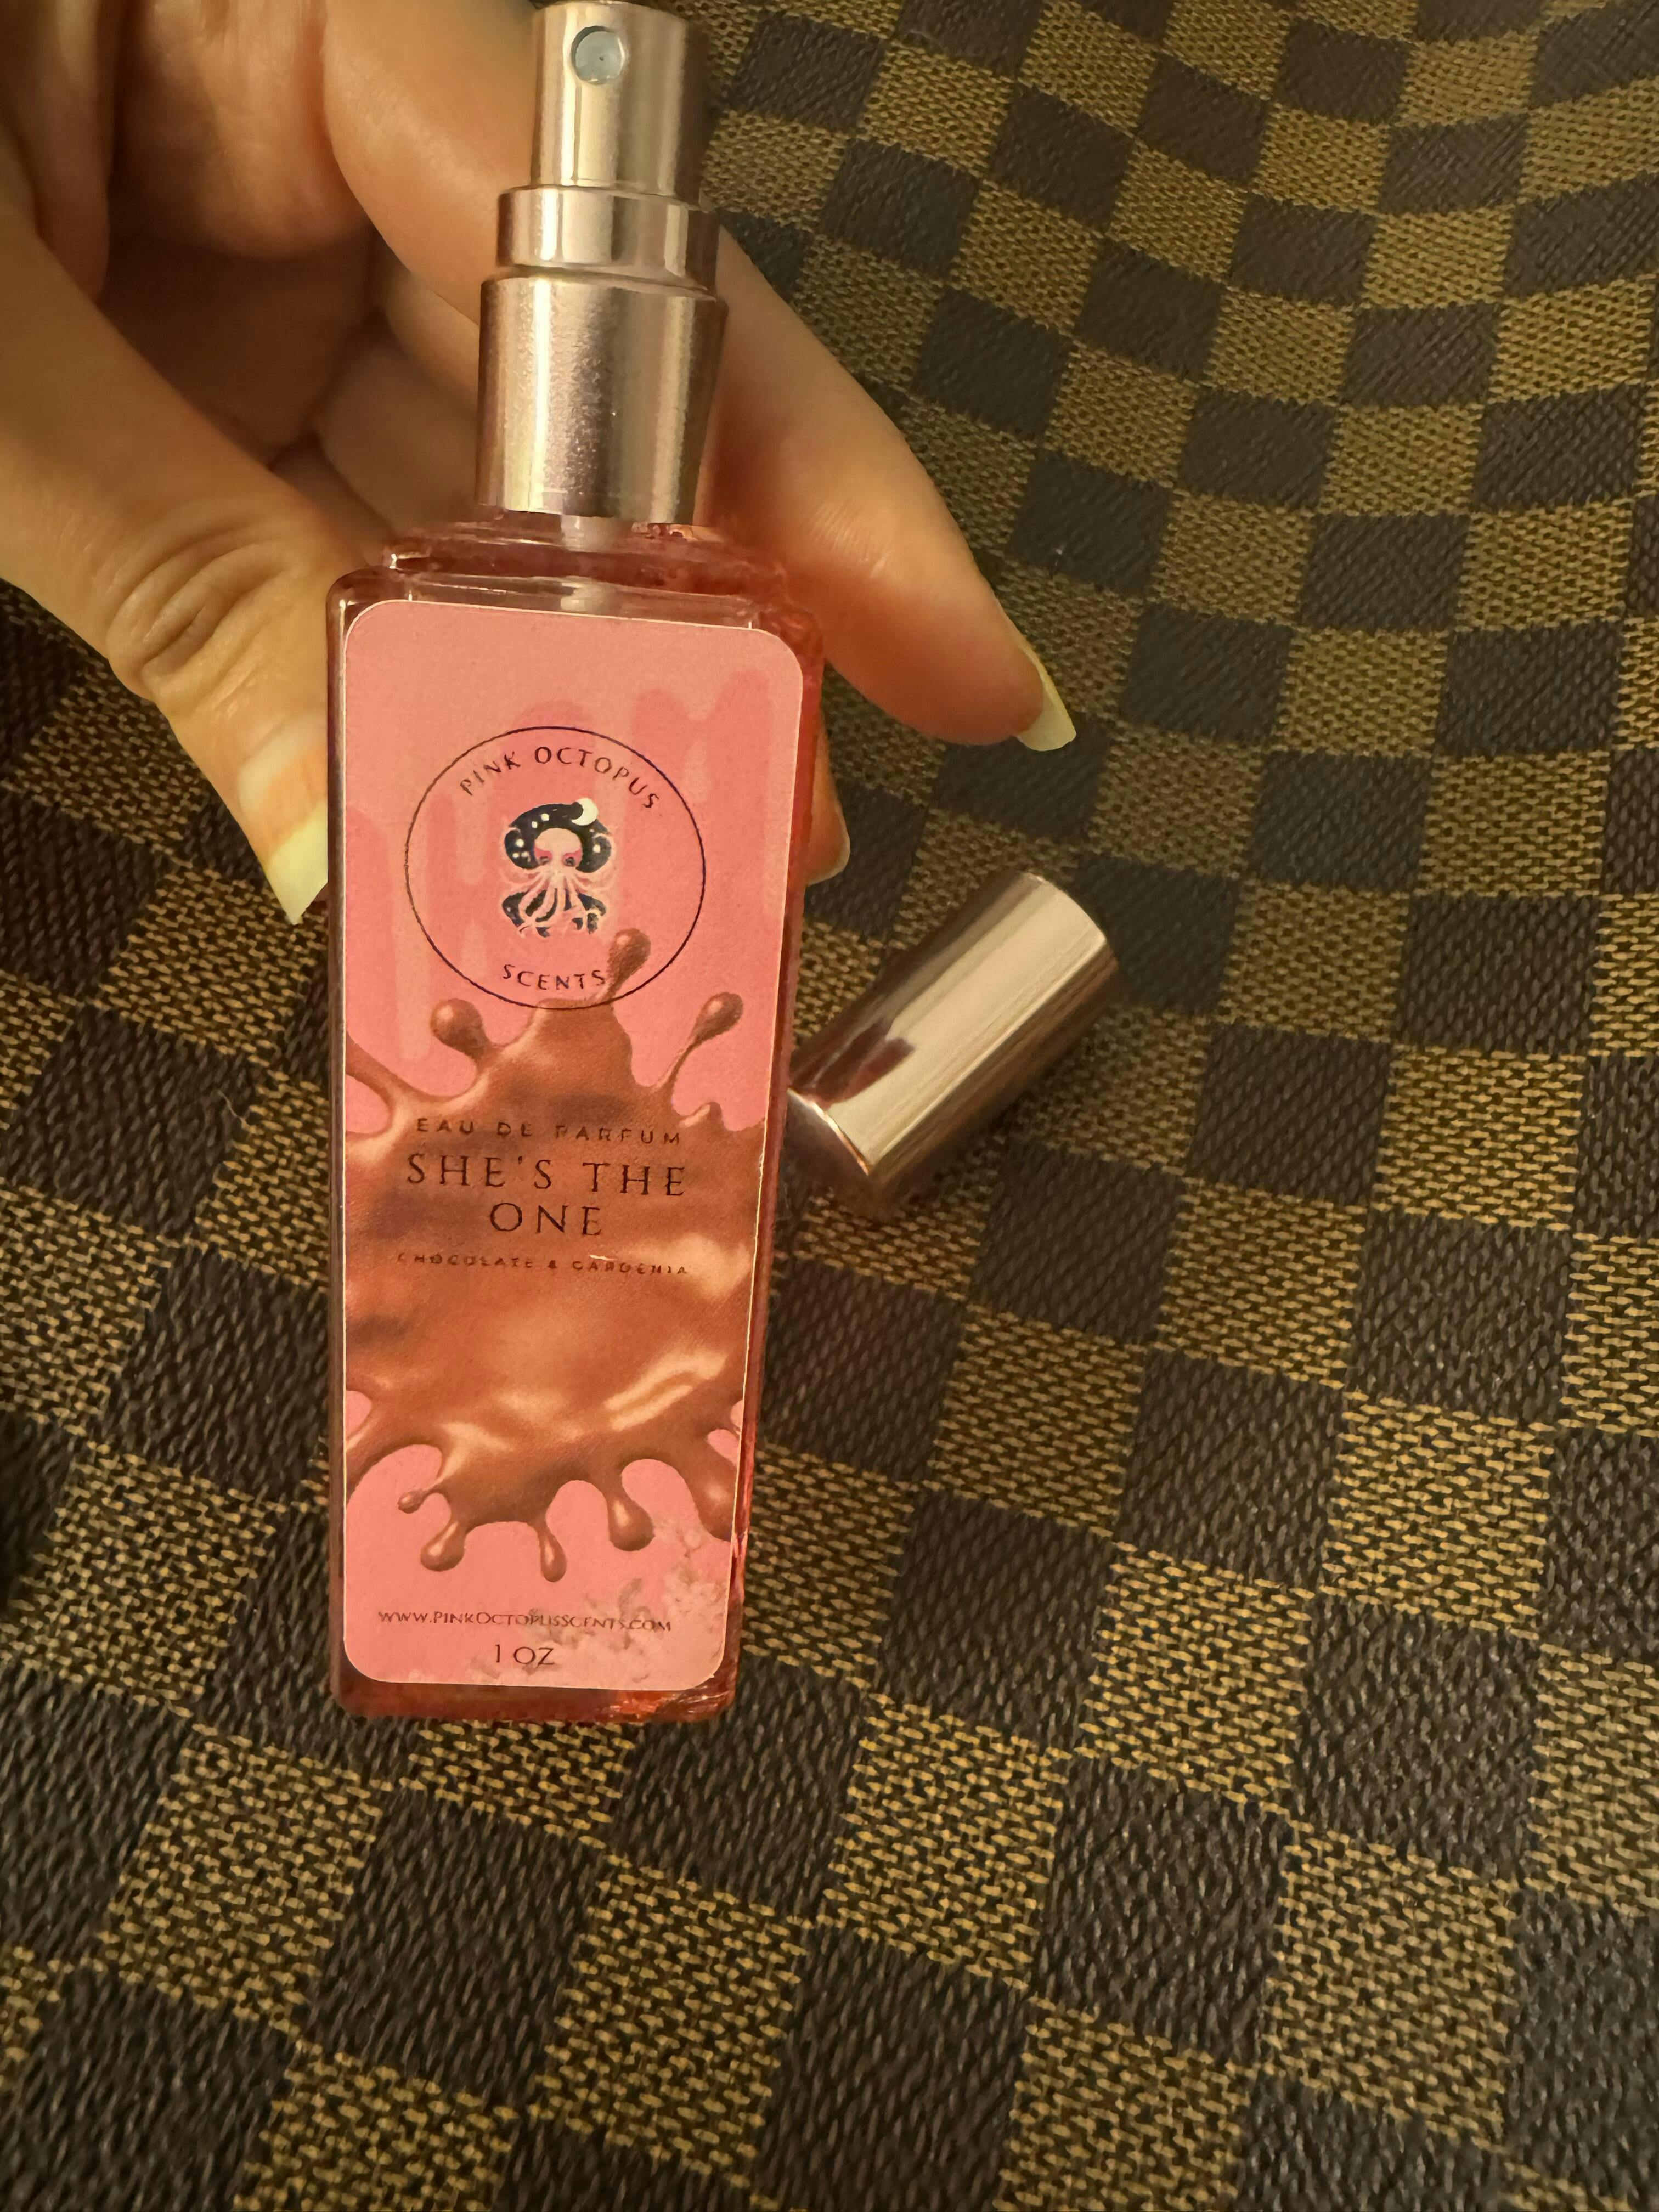 PINK OCTOPUS
SCENTS
EAU DE PARFUM
SHE'S THE
ONE
CHOCOLATE & GARDENIA
WWW.PINKOCTOPUSSCENTS.COM
1 OZ